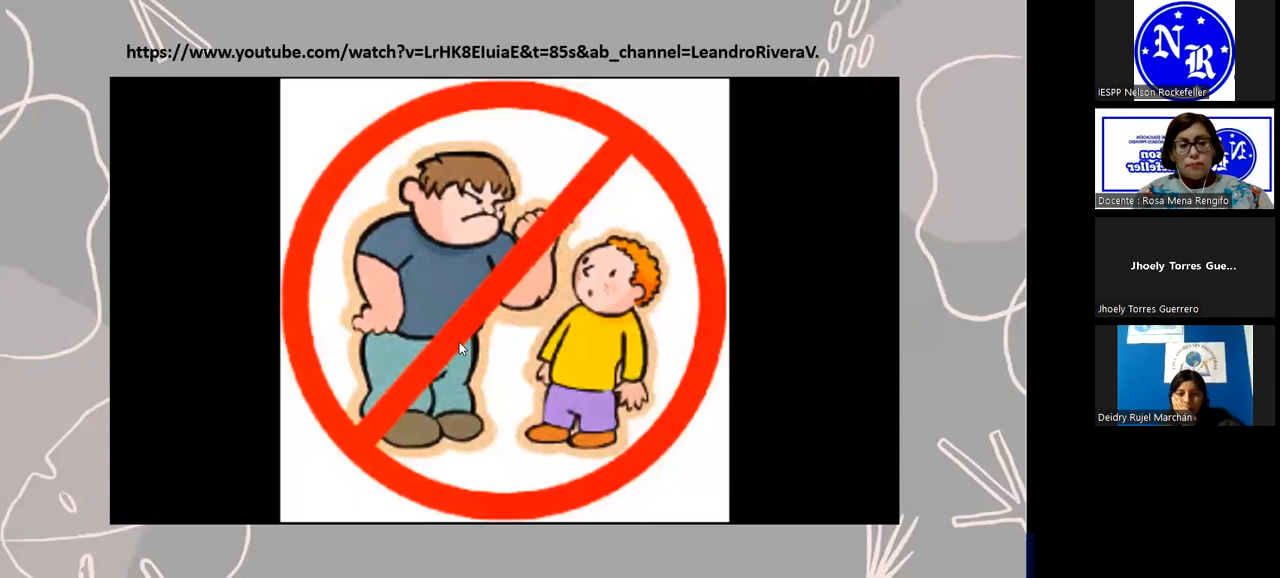 https://www.youtube.com/watch?v=LrHK8EIuiaE&t=85s&ab_channel=LeandroRiveraV.
NR
IESPP Nelson Rockefeller
Docente : Rosa Mena Rengifo
Jhoely Torres Gue...
Jhoely Torres Guerrero
Deidry Rujel Marchán